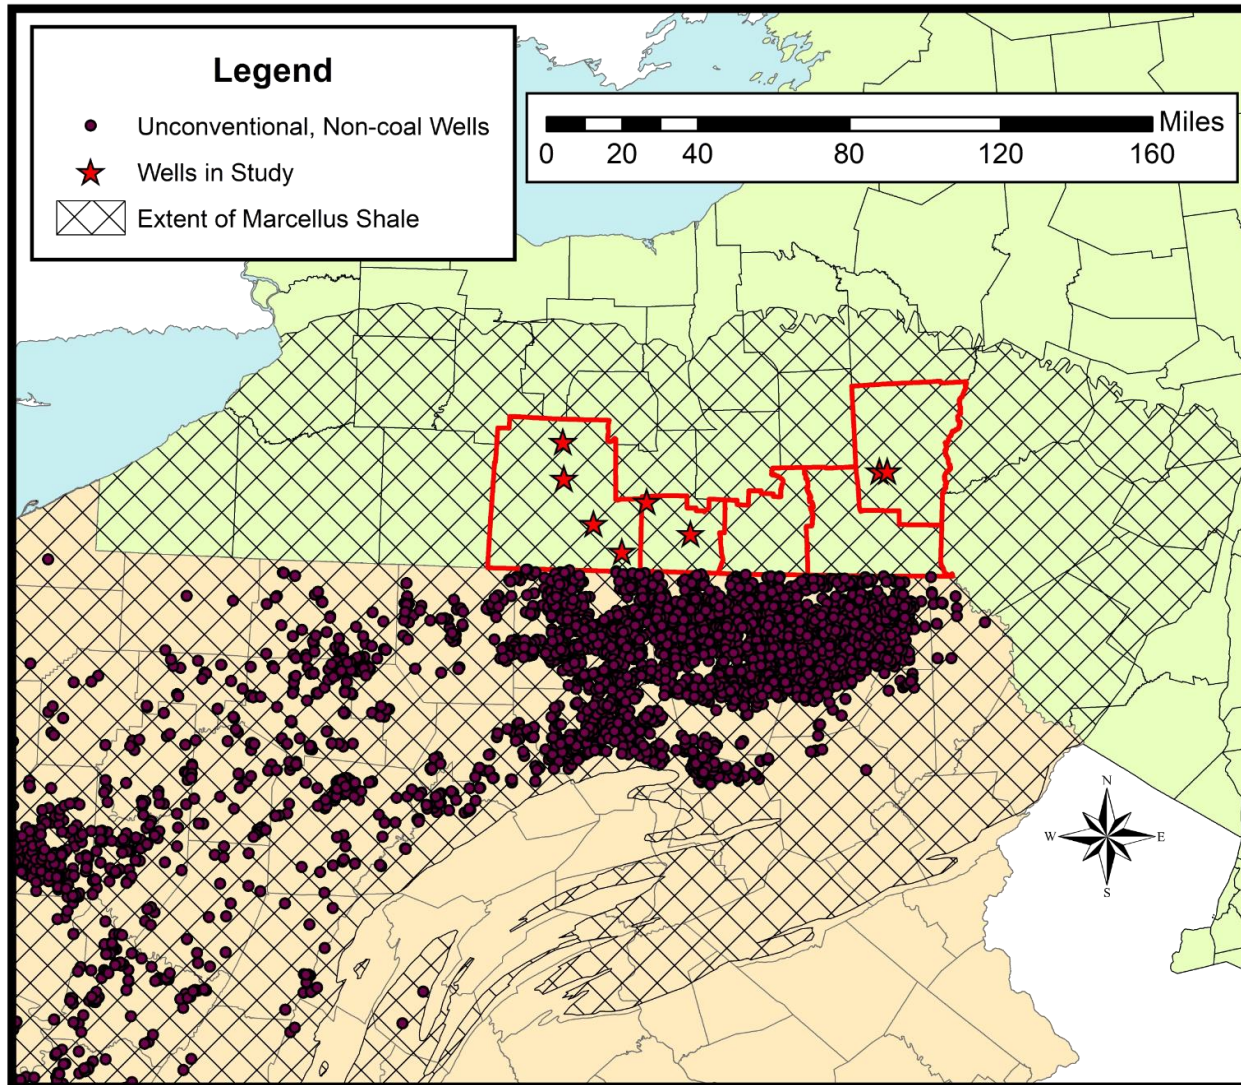 Legend
Unconventional, Non-coal Wells
Wells in Study
Extent of Marcellus Shale
Miles
0 20 40 80 120 160
N
W E
S